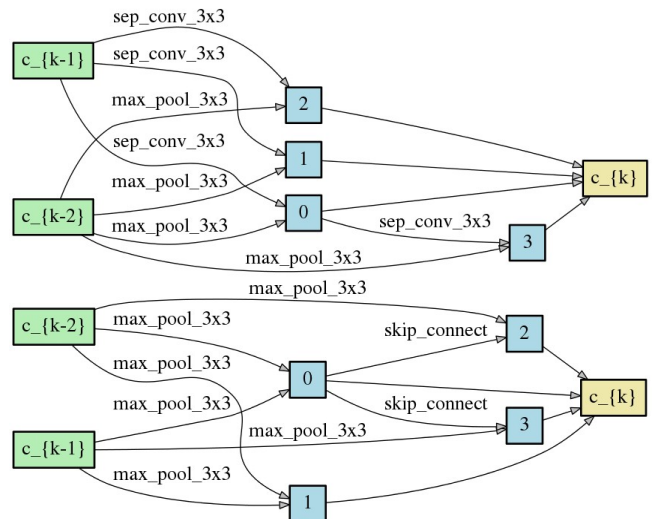 sep_conv_3x3
c_{k-1}
sep_conv_3x3
max_pool_3x3
2
sep_conv_3x3
1
max_pool_3x3
c_{k}
c_{k-2}
0
max_pool_3x3
sep_conv_3x3
3
max_pool_3x3
max_pool_3x3
c_{k-2}
max_pool_3x3
skip_connect
2
max_pool_3x3
0
c_{k}
max_pool_3x3
skip_connect
3
c_{k-1}
max_pool_3x3
max_pool_3x3
1